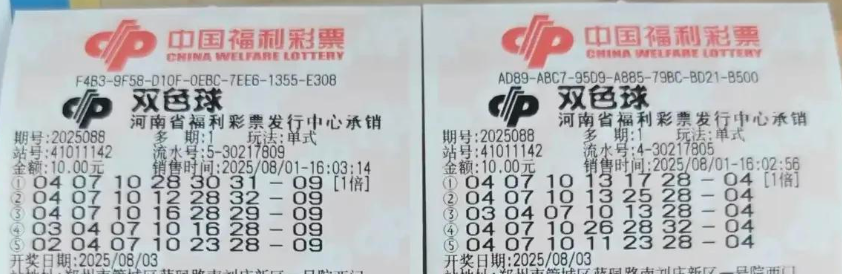 中国福利彩票
CHINA WELFARE LOTTERY
F4B3-9F58-D10F-0E8C-7EE6-1355-E308
双色球
河南省福利彩票发行中心承销
期号:2025088 多 期:1 玩法:单式
站号:41011142 流水号:5-30217809
金额:10.00元 销售时间:2025/08/01-16:03:14
① 04 07 10 28 30 31 - 09 [1倍]
② 04 07 10 12 28 32 - 09
③ 04 07 10 16 28 29 - 09
④ 03 04 07 10 16 28 - 09
⑤ 02 04 07 10 23 28 - 09
开奖日期:2025/08/03
中国福利彩票
CHINA WELFARE LOTTERY
AD89-ABC7-95D9-A885-79BC-BD21-B500
双色球
河南省福利彩票发行中心承销
期号:2025088 多 期:1 玩法:单式
站号:41011142 流水号:4-30217805
金额:10.00元 销售时间:2025/08/01-16:02:56
① 04 07 10 13 17 28 - 04 [1倍]
② 04 07 10 13 25 28 - 04
③ 03 04 07 10 13 28 - 04
④ 04 07 10 26 28 32 - 04
⑤ 04 07 10 11 23 28 - 04
开奖日期:2025/08/03